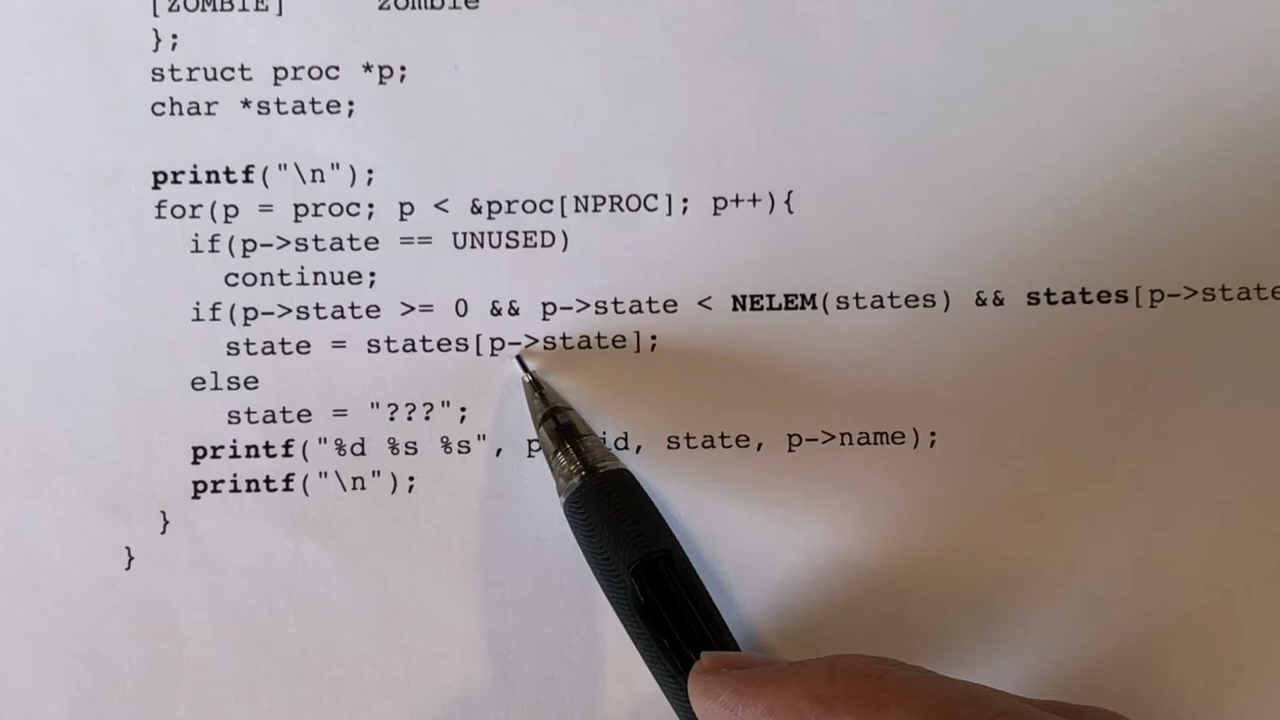 [ZOMBIE]     zombie
};
struct proc *p;
char *state;
printf("\n");
for(p = proc; p < &proc[NPROC]; p++){
if(p->state == UNUSED)
continue;
if(p->state >= 0 && p->state < NELEM(states) && states[p->state
state = states[p->state];
else
state = "???";
printf("%d %s %s", p id, state, p->name);
printf("\n");
}
}